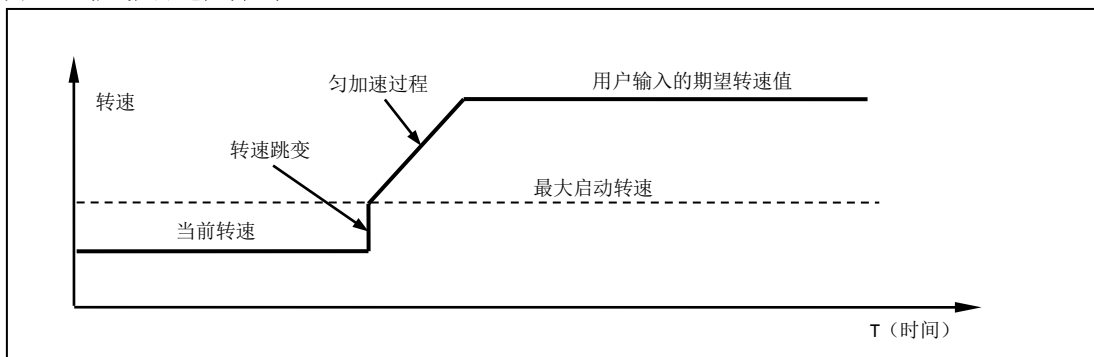 用户输入的期望转速值
匀加速过程
转速
转速跳变
最大启动转速
当前转速
T（时间）